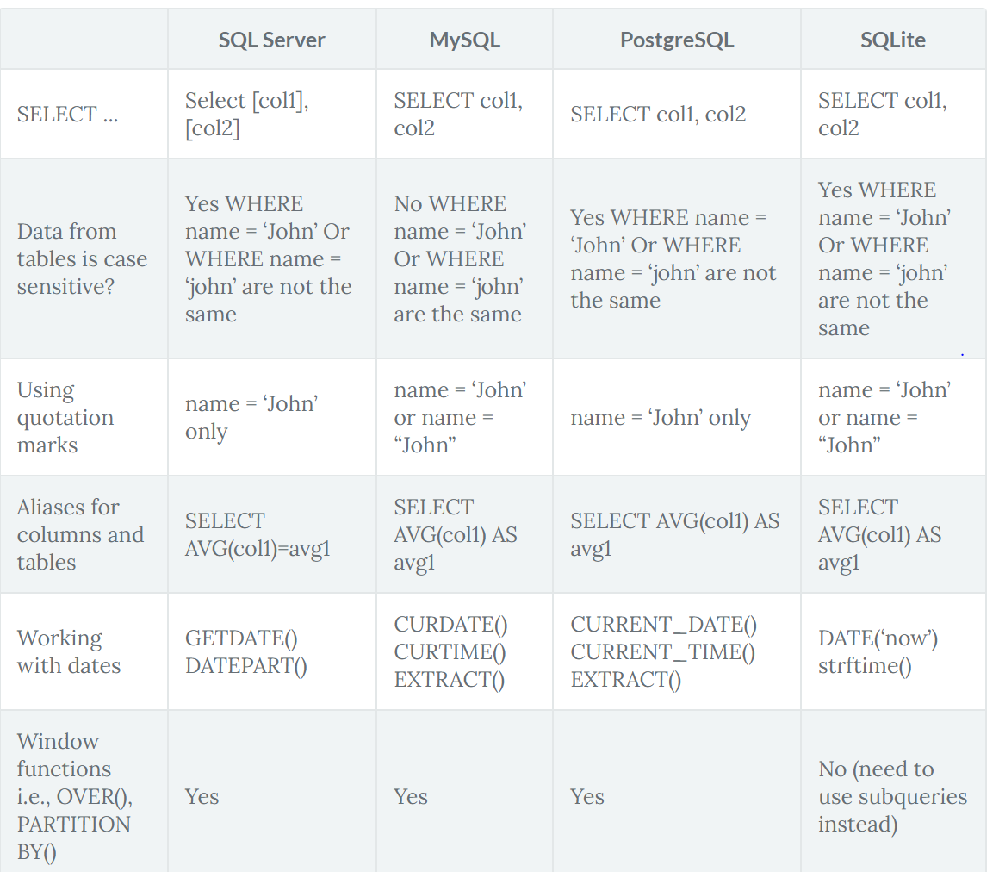 SQL Server
MySQL
PostgreSQL
SQLite
SELECT ...
Select [col1],
[col2]
SELECT col1,
col2
SELECT col1, col2
SELECT col1,
col2
Data from
tables is case
sensitive?
Yes WHERE
name = ‘John’ Or
WHERE name =
‘john’ are not the
same
No WHERE
name = ‘John’
Or WHERE
name = ‘john’
are the same
Yes WHERE name =
‘John’ Or WHERE
name = ‘john’ are not
the same
Yes WHERE
name = ‘John’
Or WHERE
name = ‘john’
are not the
same
Using
quotation
marks
name = ‘John’
only
name = ‘John’
or name =
“John”
name = ‘John’ only
name = ‘John’
or name =
“John”
Aliases for
columns and
tables
SELECT
AVG(col1)=avg1
SELECT
AVG(col1) AS
avg1
SELECT AVG(col1) AS
avg1
SELECT
AVG(col1) AS
avg1
Working
with dates
GETDATE()
DATEPART()
CURDATE()
CURTIME()
EXTRACT()
CURRENT_DATE()
CURRENT_TIME()
EXTRACT()
DATE(‘now’)
strftime()
Window
functions
i.e., OVER(),
PARTITION
BY()
Yes
Yes
Yes
No (need to
use subqueries
instead)